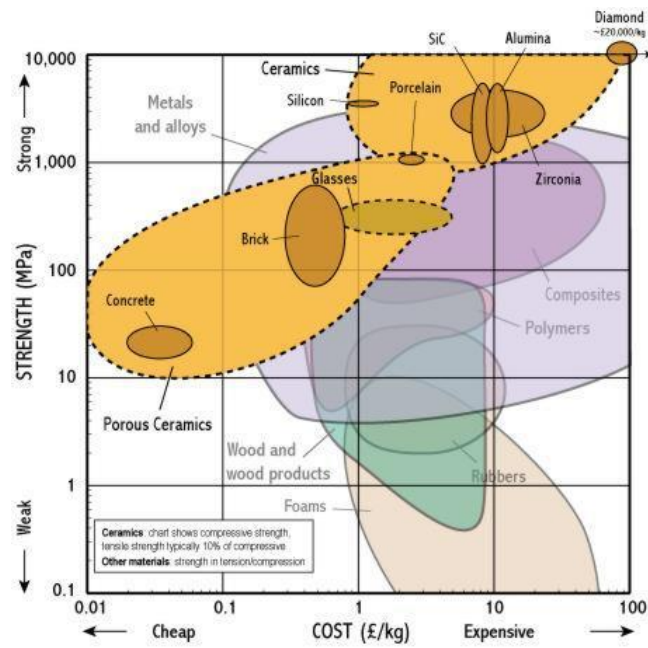 Diamond
~£20,000/kg
10,000
SiC
Alumina
Ceramics
Porcelain
Silicon
Metals
and alloys
Strong
1,000
Glasses
Zirconia
Brick
STRENGTH (MPa)
100
Composites
Concrete
Polymers
10
Porous Ceramics
Wood and
wood products
Rubbers
1
Foams
Weak
Ceramics: chart shows compressive strength,
tensile strength typically 10% of compressive
Other materials: strength in tension/compression
0.1
0.01
0.1
1
10
100
Cheap
COST (£/kg)
Expensive